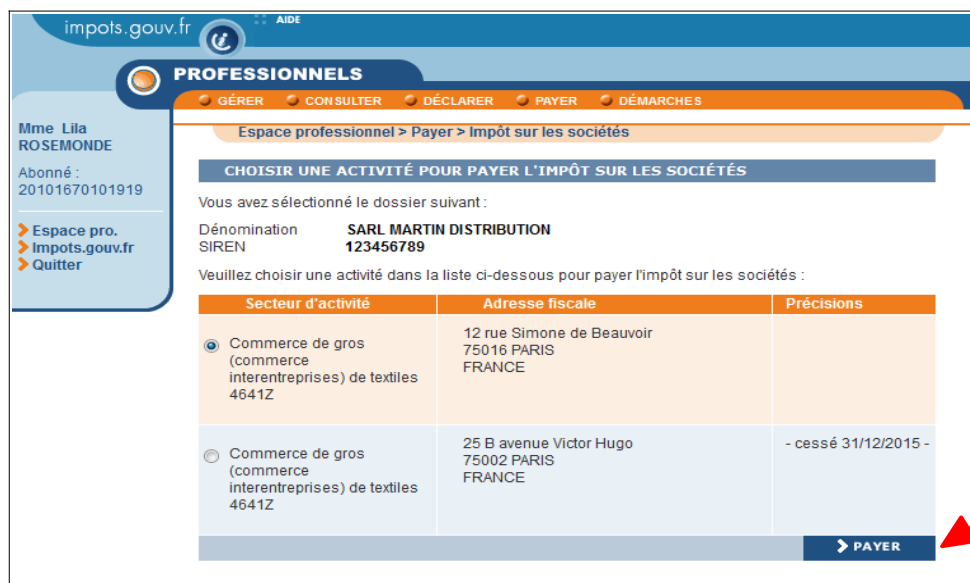 impots.gouv.fr
AIDE
PROFESSIONNELS
GÉRER CONSULTER DÉCLARER PAYER DÉMARCHES
Mme Lila
ROSEMONDE
Abonné :
20101670101919
Espace pro.
Impots.gouv.fr
Quitter
Espace professionnel > Payer > Impôt sur les sociétés
CHOISIR UNE ACTIVITÉ POUR PAYER L'IMPÔT SUR LES SOCIÉTÉS
Vous avez sélectionné le dossier suivant :
Dénomination SARL MARTIN DISTRIBUTION
SIREN 123456789
Veuillez choisir une activité dans la liste ci-dessous pour payer l'impôt sur les sociétés :
Secteur d'activité Adresse fiscale Précisions
Commerce de gros
(commerce
interentreprises) de textiles
4641Z
12 rue Simone de Beauvoir
75016 PARIS
FRANCE
Commerce de gros
(commerce
interentreprises) de textiles
4641Z
25 B avenue Victor Hugo
75002 PARIS
FRANCE
- cessé 31/12/2015 -
PAYER